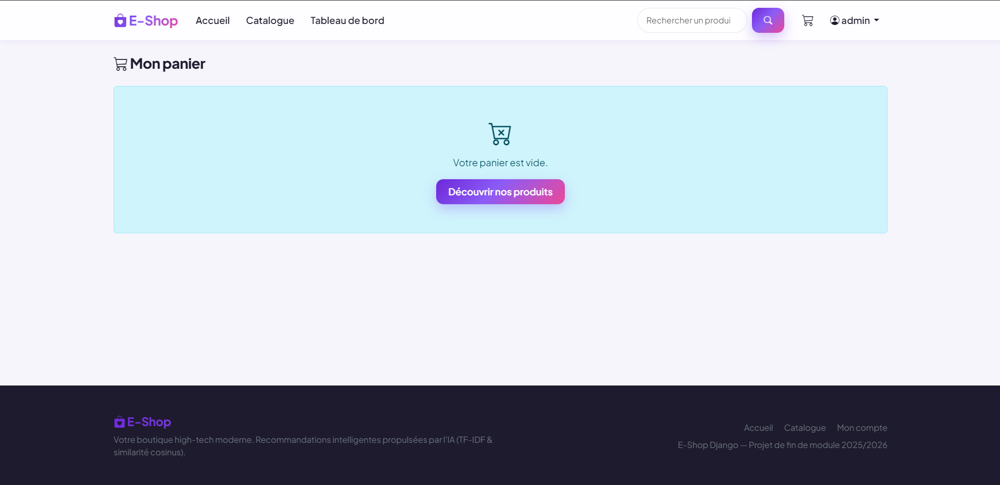 E-Shop
Accueil
Catalogue
Tableau de bord
Rechercher un produi
admin
Mon panier
Votre panier est vide.
Découvrir nos produits
E-Shop
Votre boutique high-tech moderne. Recommandations intelligentes propulsées par l'IA (TF-IDF &
similarité cosinus).
Accueil
Catalogue
Mon compte
E-Shop Django — Projet de fin de module 2025/2026